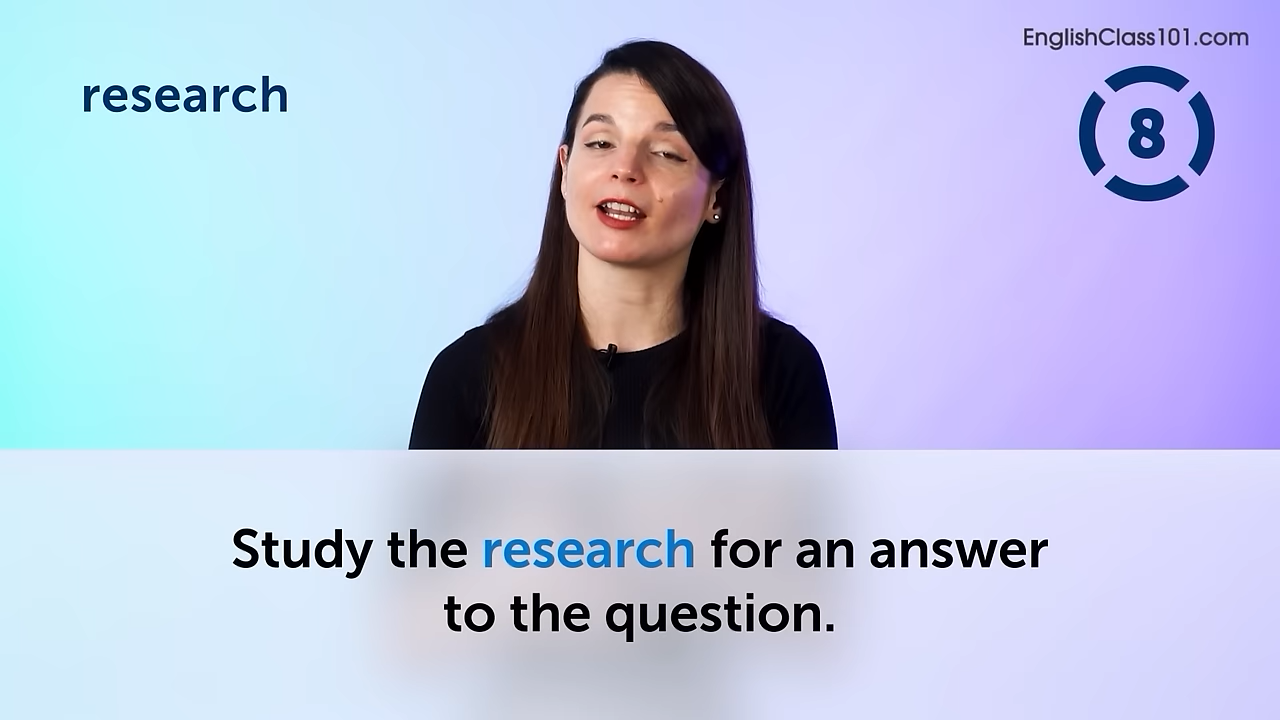 EnglishClass101.com
research
8
Study the research for an answer
to the question.